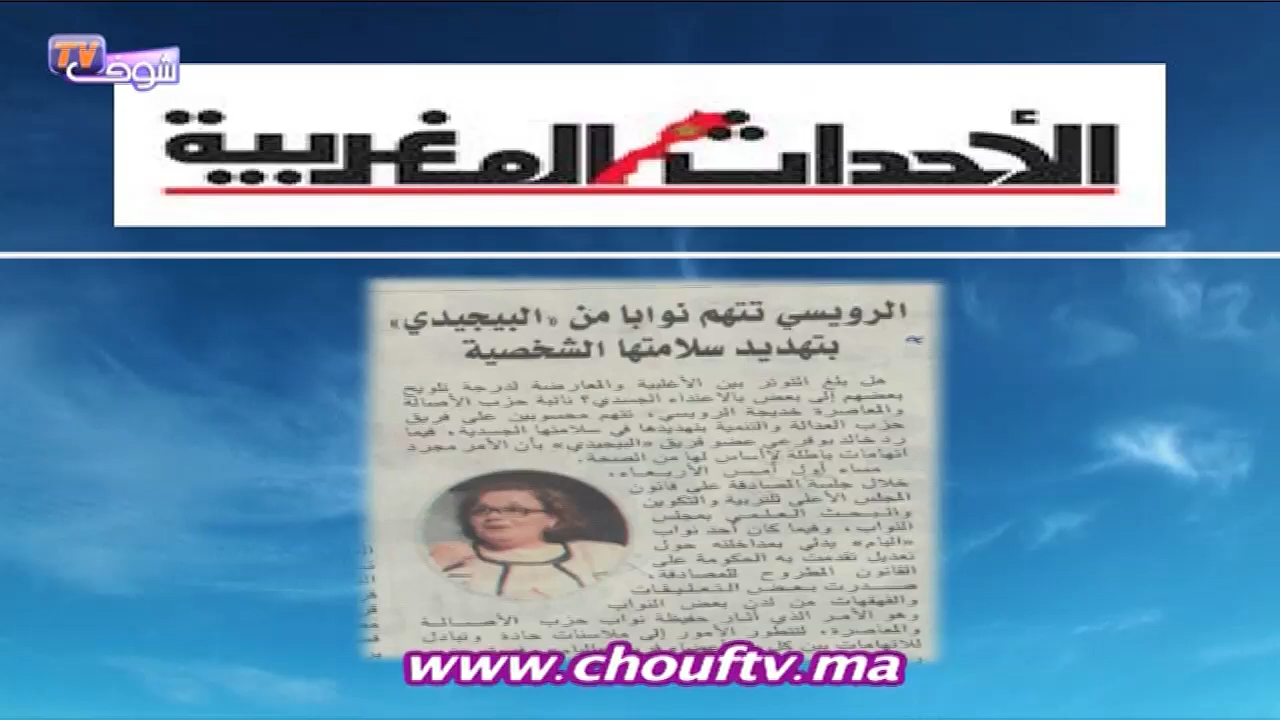 شوف TV
الأحداث المغربية
الرويسي تتهم نوابا من «البيجيدي»
بتهديد سلامتها الشخصية
هل بلغ التوتر بين الأغلبية والمعارضة لدرجة تلويح
بعضهم إلى بعض بالاعتداء الجسدي؟ نائبة حزب الأصالة
والمعاصرة خديجة الرويسي، تتهم محسوبين على فريق
حزب العدالة والتنمية بتهديدها في سلامتها الجسدية، فيما
رد خالد بوقرعي عضو فريق «البيجيدي» بأن الأمر مجرد
اتهامات باطلة لاأساس لها من الصحة.
مساء أول أمس الأربعاء،
خلال جلسة المصادقة على قانون
المجلس الأعلى للتربية والتكوين
والبحث العلمي بمجلس
النواب، وفيما كان أحد نواب
«البام» يدلي بمداخلته حول
تعديل تقدمت به الحكومة على
القانون المطروح للمصادقة،
صدرت بعض التعليقات
والقهقهات من لدن بعض النواب
وهو الأمر الذي أثار حفيظة نواب حزب الأصالة
والمعاصرة، لتتطور الأمور إلى ملاسنات حادة وتبادل
للاتهامات بين
www.chouftv.ma